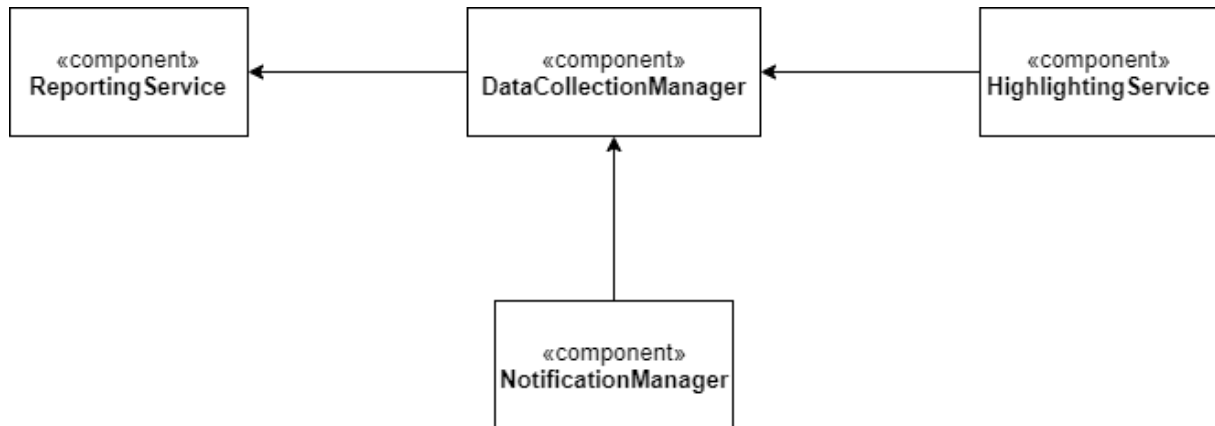 «component»
ReportingService
«component»
DataCollectionManager
«component»
HighlightingService
«component»
NotificationManager